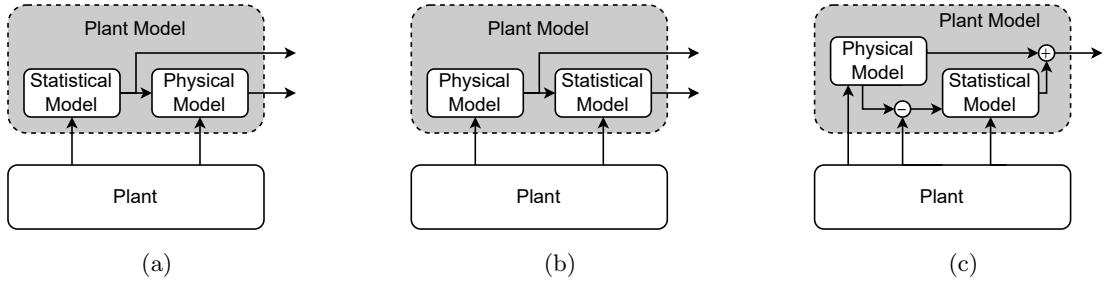 Plant Model
Statistical
Model
Physical
Model
Plant
(a)
Plant Model
Physical
Model
Statistical
Model
Plant
(b)
Plant Model
Physical
Model
+
−
Statistical
Model
Plant
(c)